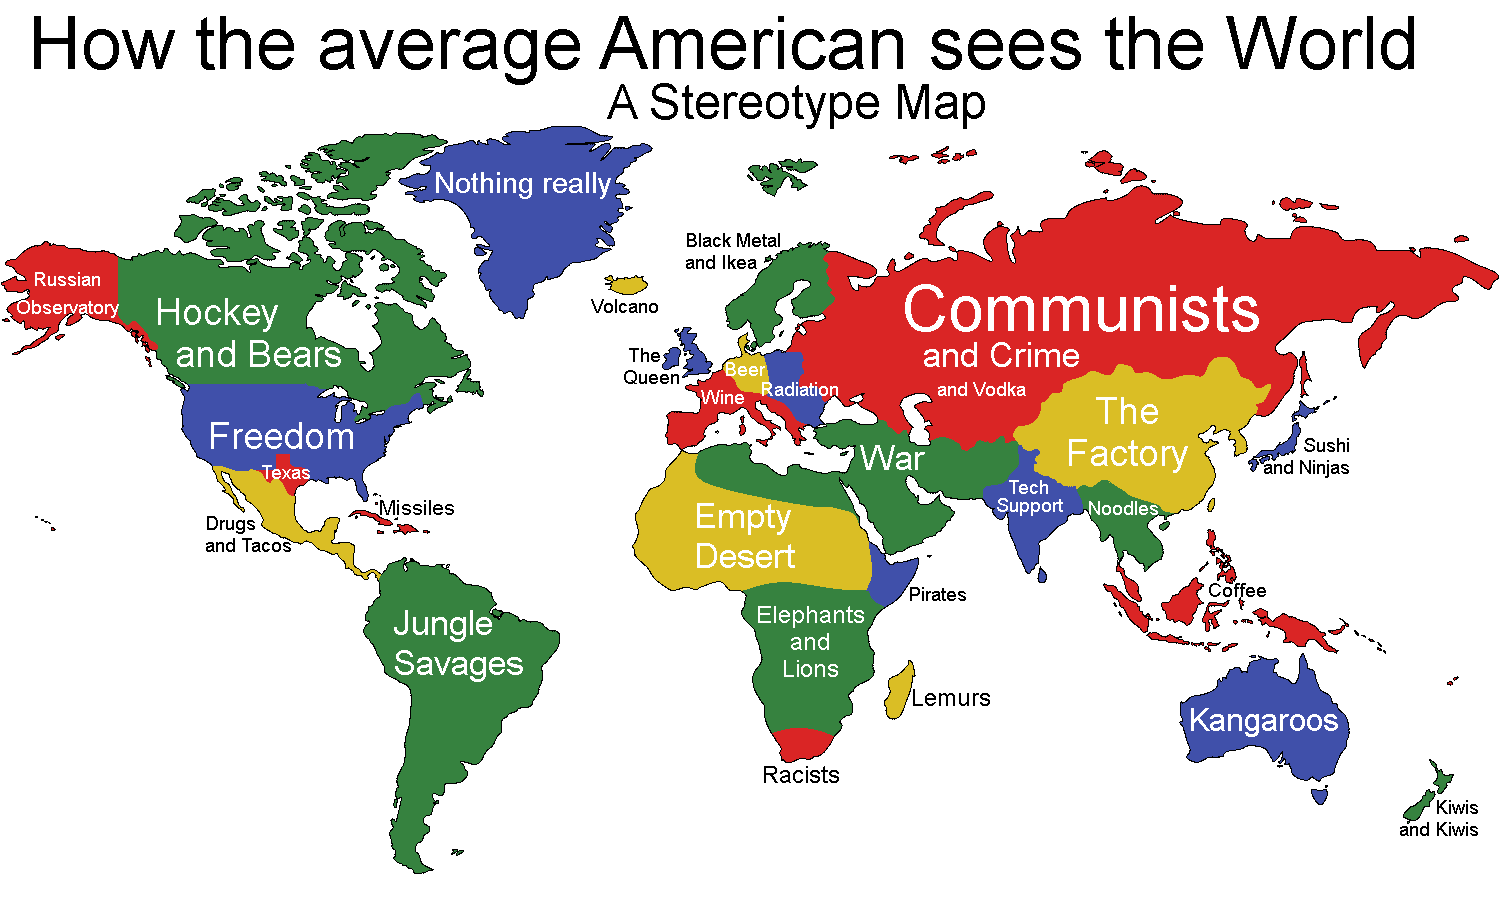 How the average American sees the World
A Stereotype Map
Nothing really
Black Metal
and Ikea
Russian
Observatory
Volcano
Hockey
and Bears
Communists
and Crime
and Vodka
The
Queen
Beer
Wine
Radiation
The
Factory
Freedom
Texas
War
Sushi
and Ninjas
Tech
Support
Noodles
Missiles
Drugs
and Tacos
Empty
Desert
Pirates
Coffee
Jungle
Savages
Elephants
and
Lions
Lemurs
Kangaroos
Racists
Kiwis
and Kiwis